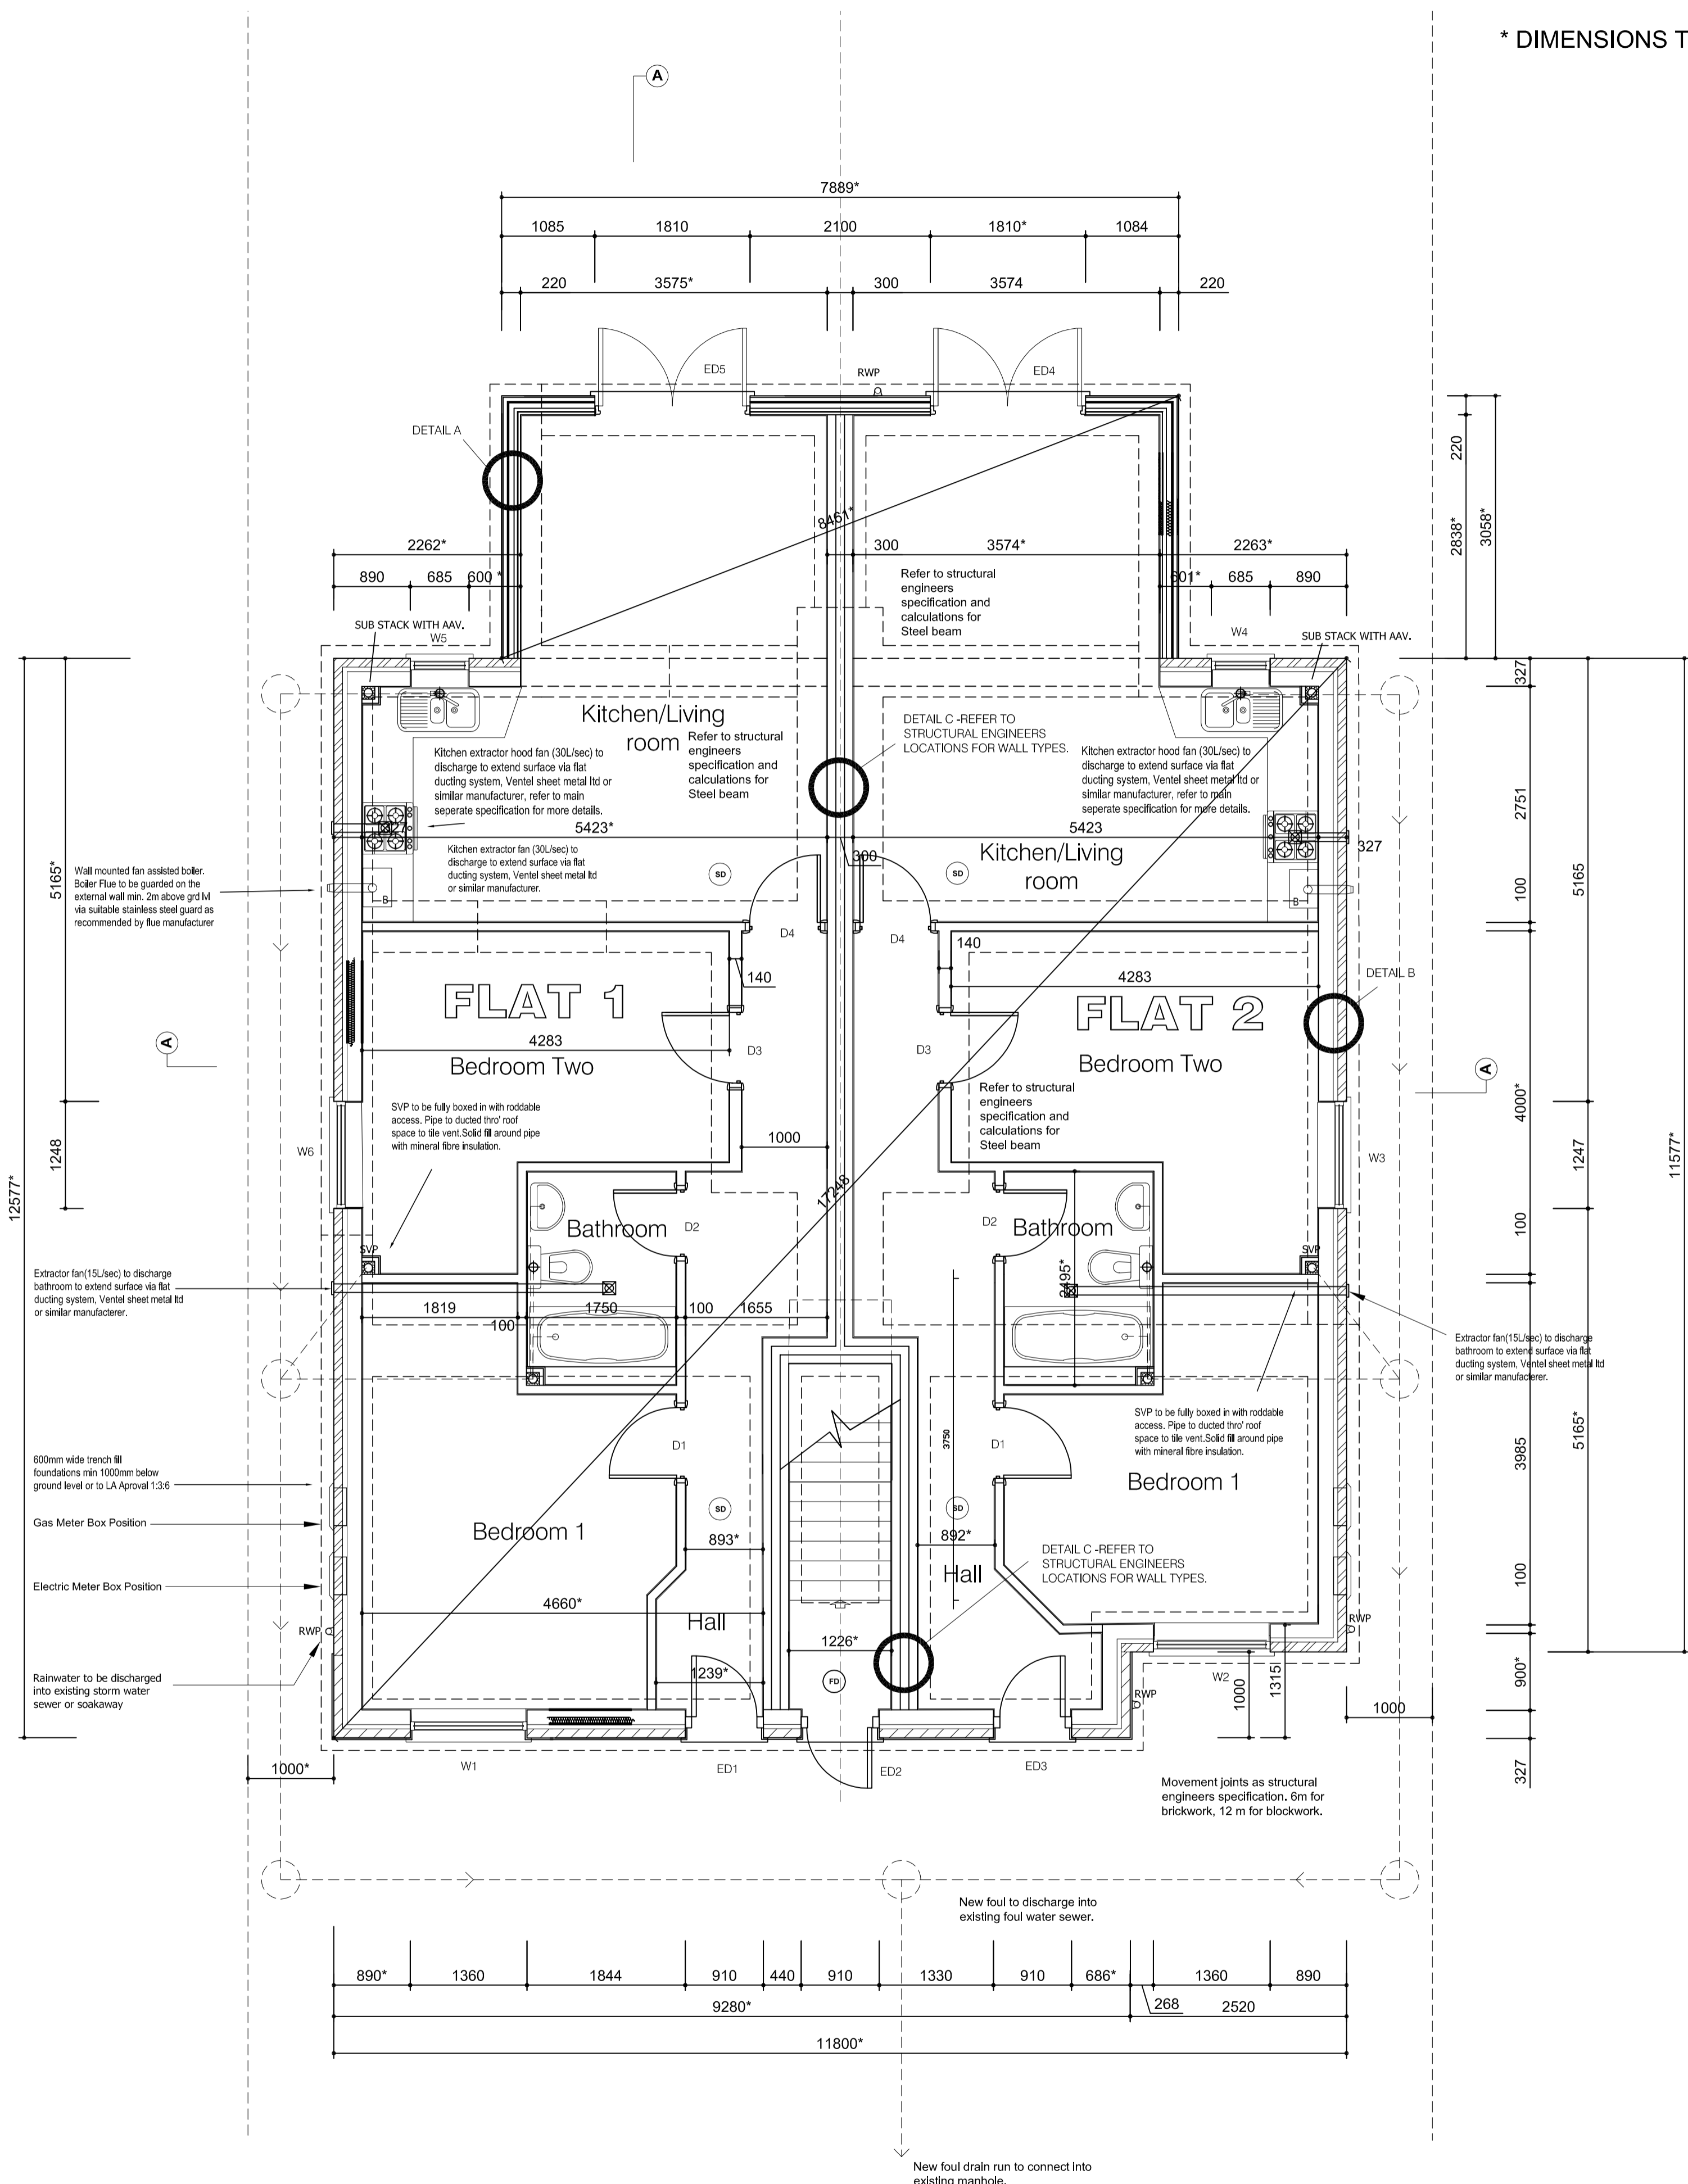 * DIMENSIONS T
A
7889*
1085 1810 2100 1810* 1084
220 3575* 300 3574 220
ED5 RWP ED4
DETAIL A
8461*
220
2838*
3058*
2262* 300 3574* 2263*
890 685 600 * 601* 685 890
Refer to structural
engineers
specification and
calculations for
Steel beam
SUB STACK WITH AAV.
W5
W4
SUB STACK WITH AAV.
327
Kitchen/Living
room
Refer to structural
engineers
specification and
calculations for
Steel beam
DETAIL C -REFER TO
STRUCTURAL ENGINEERS
LOCATIONS FOR WALL TYPES.
Kitchen extractor hood fan (30L/sec) to
discharge to extend surface via flat
ducting system, Ventel sheet metal ltd or
similar manufacturer, refer to main
seperate specification for more details.
Kitchen extractor hood fan (30L/sec) to
discharge to extend surface via flat
ducting system, Ventel sheet metal ltd or
similar manufacturer, refer to main
seperate specification for more details.
2751
5423* 5423
327
300
Kitchen extractor fan (30L/sec) to
discharge to extend surface via flat
ducting system, Ventel sheet metal ltd
or similar manufacturer.
Kitchen/Living
room
SD
SD
B
B
Wall mounted fan assisted boiler.
Boiler Flue to be guarded on the
external wall min. 2m above grd lvl
via suitable stainless steel guard as
recommended by flue manufacturer
5165*
5165
100
D4 D4
140
140
4283
DETAIL B
FLAT 1
FLAT 2
4283
Bedroom Two
Bedroom Two
D3 D3
A
A
Refer to structural
engineers
specification and
calculations for
Steel beam
SVP to be fully boxed in with roddable
access. Pipe to ducted thro' roof
space to tile vent.Solid fill around pipe
with mineral fibre insulation.
4000*
1000
W6
W3
1248
1247
12577*
11577*
17248
Bathroom
Bathroom
D2 D2
100
SVP
SVP
2495*
Extractor fan(15L/sec) to discharge
bathroom to extend surface via flat
ducting system, Ventel sheet metal ltd
or similar manufacterer.
1819 1750 100 1655
100
Extractor fan(15L/sec) to discharge
bathroom to extend surface via flat
ducting system, Ventel sheet metal ltd
or similar manufacterer.
SVP to be fully boxed in with roddable
access. Pipe to ducted thro' roof
space to tile vent.Solid fill around pipe
with mineral fibre insulation.
3750
D1 D1
3985
5165*
600mm wide trench fill
foundations min 1000mm below
ground level or to LA Aproval 1:3:6
Bedroom 1
Gas Meter Box Position
SD
SD
Bedroom 1
893* 892*
DETAIL C -REFER TO
STRUCTURAL ENGINEERS
LOCATIONS FOR WALL TYPES.
Hall
Electric Meter Box Position
100
4660*
Hall
RWP
RWP
1226*
1239*
FD
Rainwater to be discharged
into existing storm water
sewer or soakaway
W2
1000
1315
900*
RWP
1000
1000*
W1 ED1 ED2 ED3
327
Movement joints as structural
engineers specification. 6m for
brickwork, 12 m for blockwork.
New foul to discharge into
existing foul water sewer.
890* 1360 1844 910 440 910 1330 910 686* 1360 890
9280* 268 2520
11800*
New foul drain run to connect into
existing manhole.